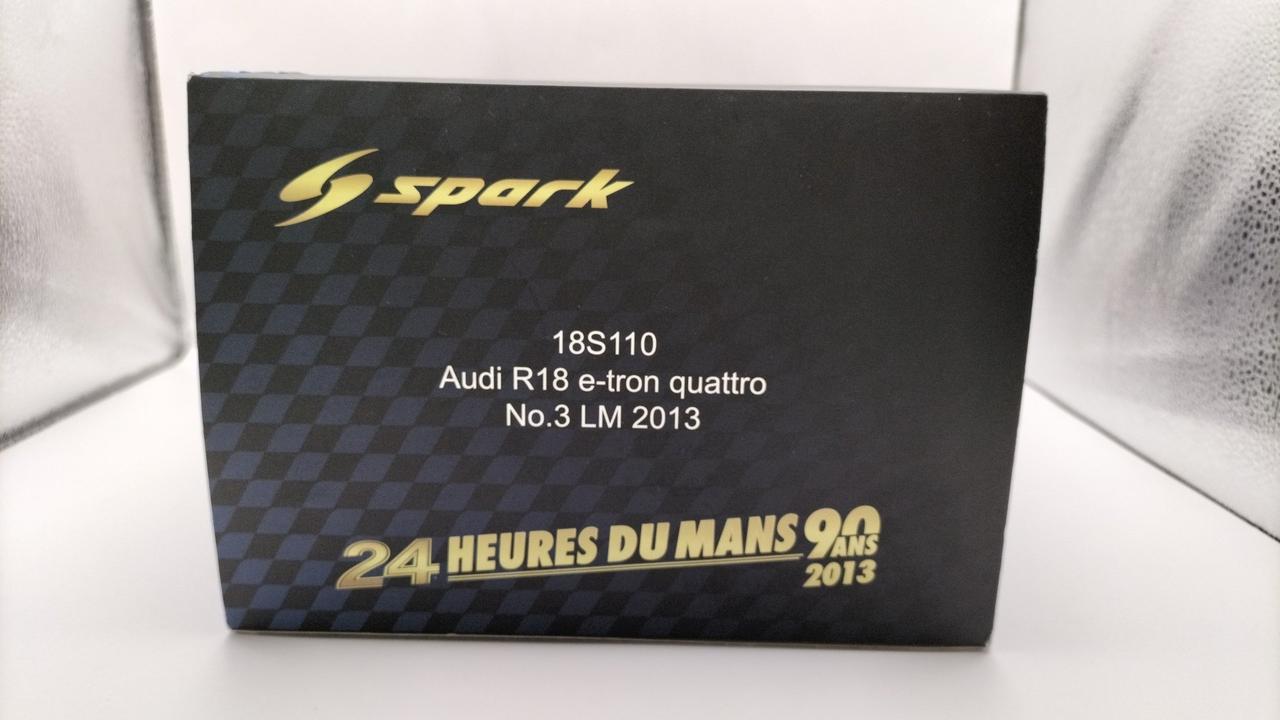 spark
18S110
Audi R18 e-tron quattro
No.3 LM 2013
24 HEURES DU MANS 90 ANS
2013